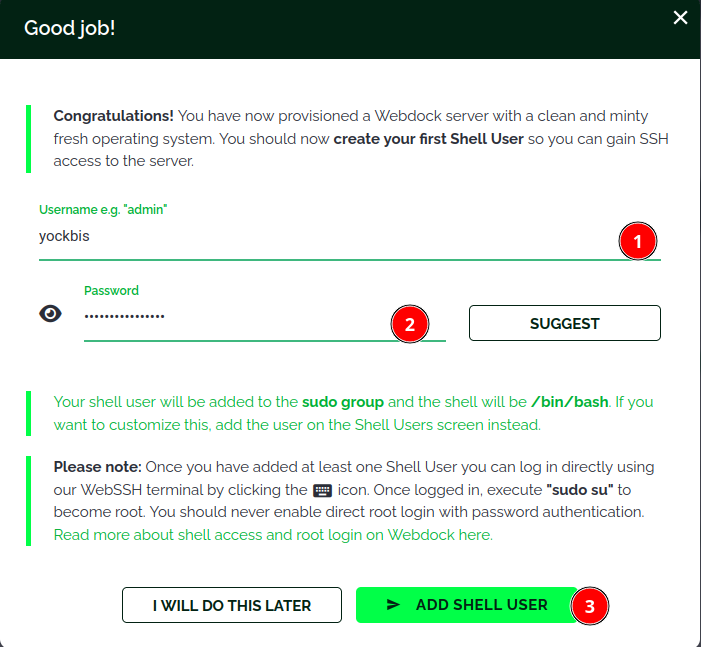 Good job!
Congratulations! You have now provisioned a Webdock server with a clean and minty
fresh operating system. You should now create your first Shell User so you can gain SSH
access to the server.
Username e.g. "admin"
yockbis
1
Password
••••••••••••••••
2
SUGGEST
Your shell user will be added to the sudo group and the shell will be /bin/bash. If you
want to customize this, add the user on the Shell Users screen instead.
Please note: Once you have added at least one Shell User you can log in directly using
our WebSSH terminal by clicking the icon. Once logged in, execute "sudo su" to
become root. You should never enable direct root login with password authentication.
Read more about shell access and root login on Webdock here.
I WILL DO THIS LATER
ADD SHELL USER
3